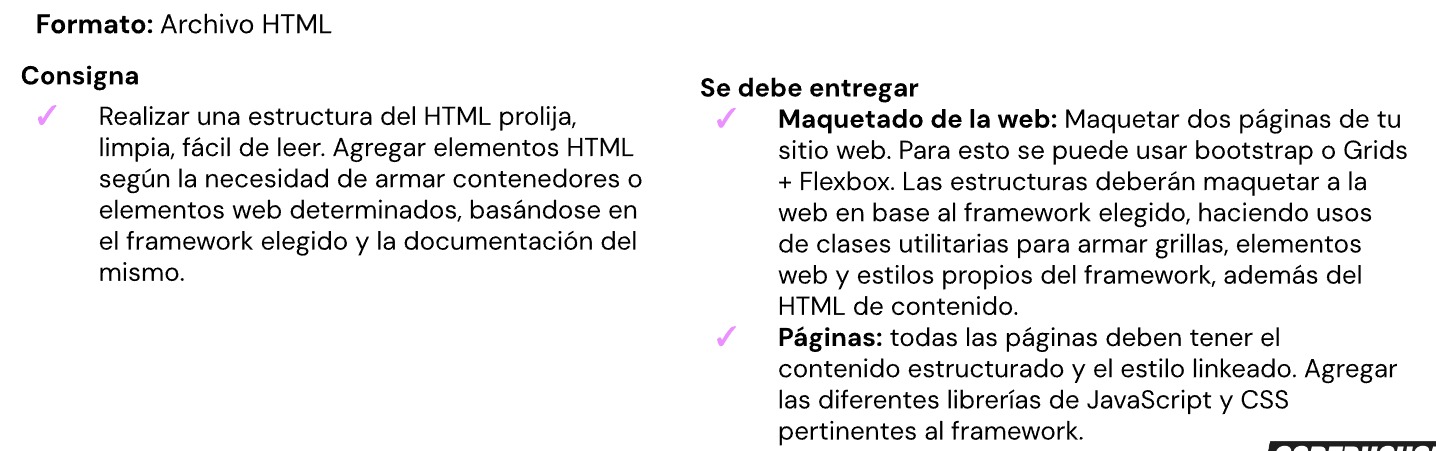 Formato: Archivo HTML
Consigna
✓ Realizar una estructura del HTML prolija,
limpia, fácil de leer. Agregar elementos HTML
según la necesidad de armar contenedores o
elementos web determinados, basándose en
el framework elegido y la documentación del
mismo.
Se debe entregar
✓ Maquetado de la web: Maquetar dos páginas de tu
sitio web. Para esto se puede usar bootstrap o Grids
+ Flexbox. Las estructuras deberán maquetar a la
web en base al framework elegido, haciendo usos
de clases utilitarias para armar grillas, elementos
web y estilos propios del framework, además del
HTML de contenido.
✓ Páginas: todas las páginas deben tener el
contenido estructurado y el estilo linkeado. Agregar
las diferentes librerías de JavaScript y CSS
pertinentes al framework.